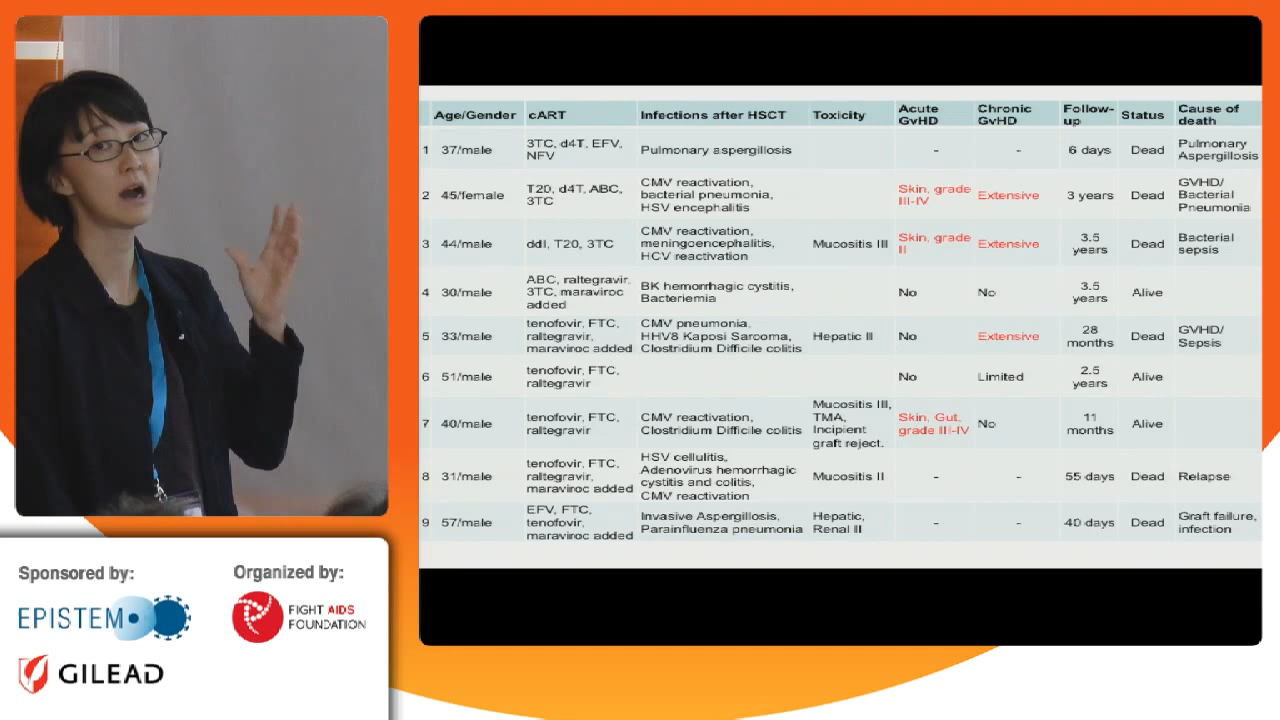 Age/Gender cART Infections after HSCT Toxicity Acute GvHD Chronic GvHD Follow-up Status Cause of death
1 37/male 3TC, d4T, EFV, NFV Pulmonary aspergillosis - - 6 days Dead Pulmonary Aspergillosis
2 45/female T20, d4T, ABC, 3TC CMV reactivation, bacterial pneumonia, HSV encephalitis Skin, grade III-IV Extensive 3 years Dead GVHD/ Bacterial Pneumonia
3 44/male ddI, T20, 3TC CMV reactivation, meningoencephalitis, HCV reactivation Mucositis III Skin, grade II Extensive 3.5 years Dead Bacterial sepsis
4 30/male ABC, raltegravir, 3TC, maraviroc added BK hemorrhagic cystitis, Bacteriemia No No 3.5 years Alive
5 33/male tenofovir, FTC, raltegravir, maraviroc added CMV pneumonia, HHV8 Kaposi Sarcoma, Clostridium Difficile colitis Hepatic II No Extensive 28 months Dead GVHD/ Sepsis
6 51/male tenofovir, FTC, raltegravir No Limited 2.5 years Alive
7 40/male tenofovir, FTC, raltegravir CMV reactivation, Clostridium Difficile colitis Mucositis III, TMA, Incipient graft reject. Skin, Gut, grade III-IV No 11 months Alive
8 31/male tenofovir, FTC, raltegravir, maraviroc added HSV cellulitis, Adenovirus hemorrhagic cystitis and colitis, CMV reactivation Mucositis II - - 55 days Dead Relapse
9 57/male EFV, FTC, tenofovir, maraviroc added Invasive Aspergillosis, Parainfluenza pneumonia Hepatic, Renal II - - 40 days Dead Graft failure, infection
Sponsored by:
EPISTEM
GILEAD
Organized by:
FIGHT AIDS
FOUNDATION